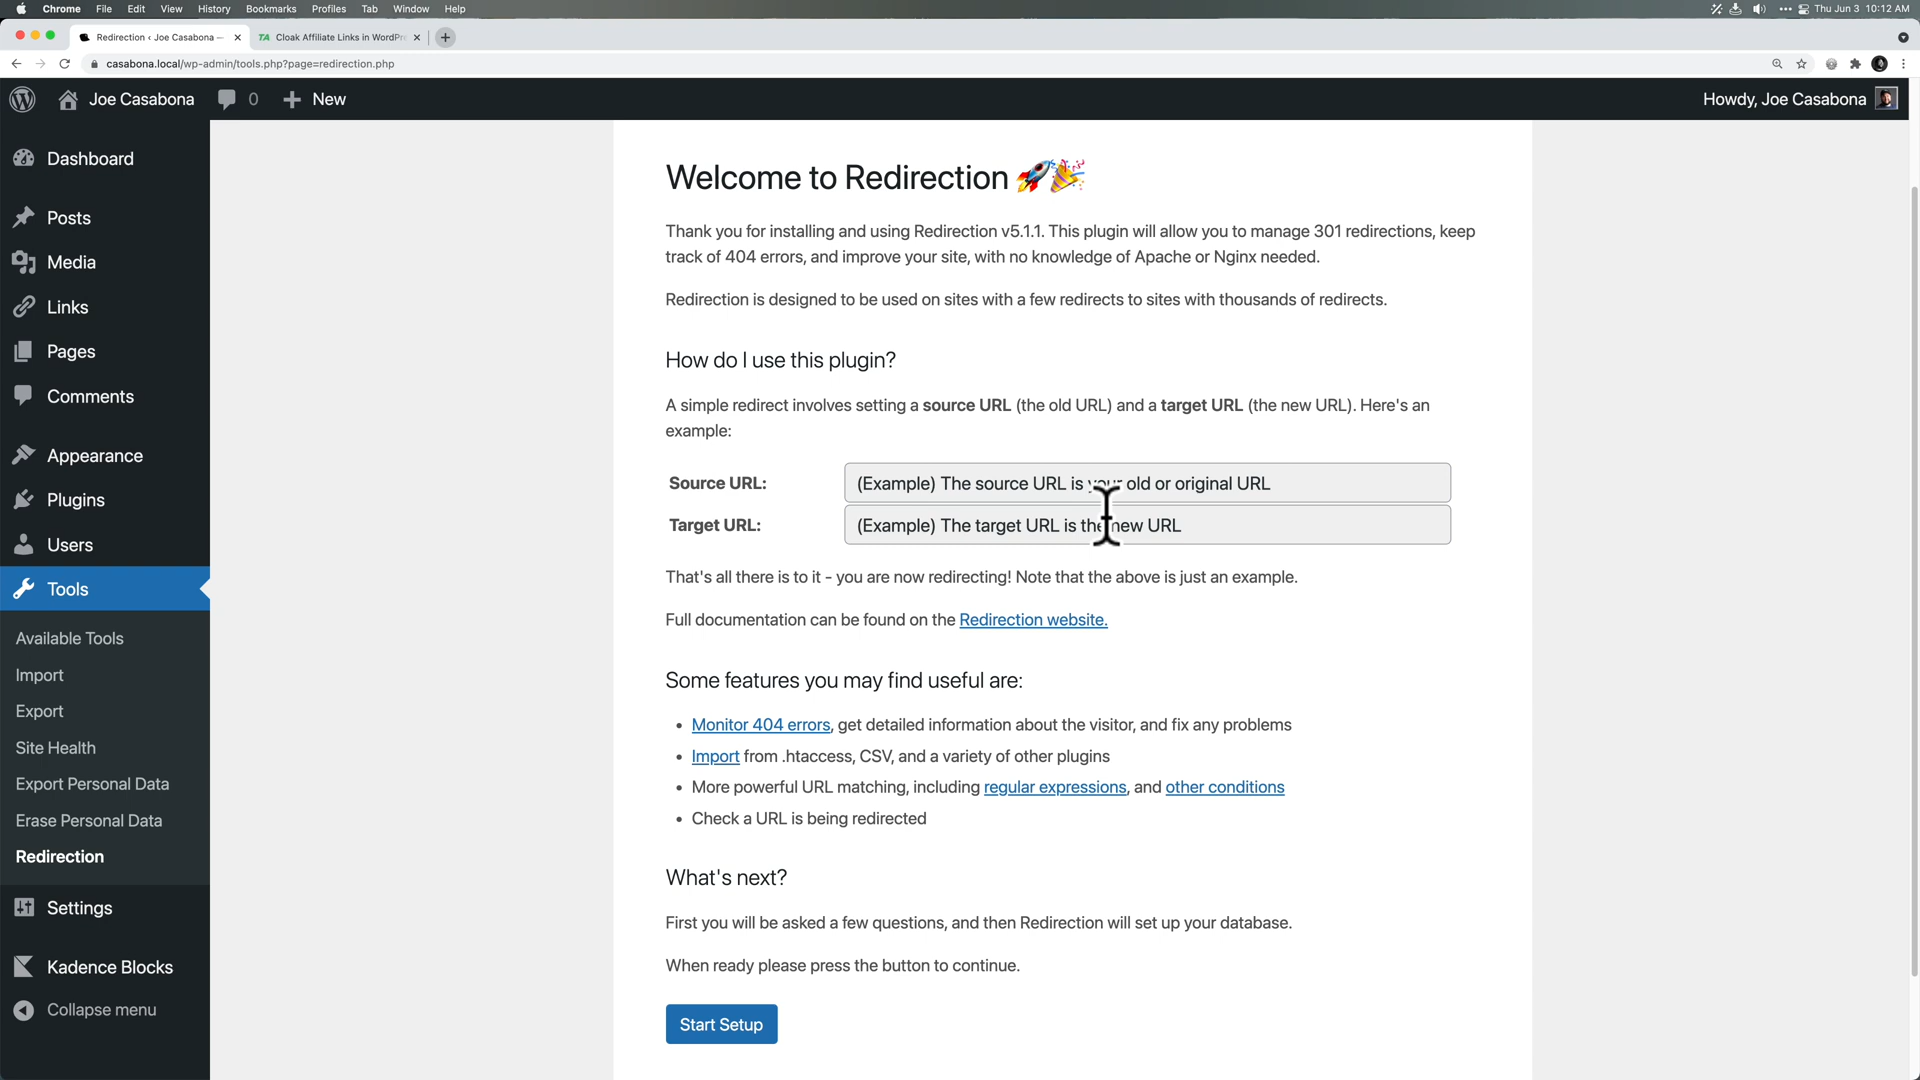 Chrome File Edit View History Bookmarks Profiles Tab Window Help Thu Jun 3 10:12 AM
Redirection ‹ Joe Casabona — Cloak Affiliate Links in WordPr
casabona.local/wp-admin/tools.php?page=redirection.php
Joe Casabona 0 New Howdy, Joe Casabona
Dashboard
Posts
Media
Links
Pages
Comments
Appearance
Plugins
Users
Tools
Available Tools
Import
Export
Site Health
Export Personal Data
Erase Personal Data
Redirection
Settings
Kadence Blocks
Collapse menu
Welcome to Redirection 🚀🎉
Thank you for installing and using Redirection v5.1.1. This plugin will allow you to manage 301 redirections, keep
track of 404 errors, and improve your site, with no knowledge of Apache or Nginx needed.
Redirection is designed to be used on sites with a few redirects to sites with thousands of redirects.
How do I use this plugin?
A simple redirect involves setting a source URL (the old URL) and a target URL (the new URL). Here's an
example:
Source URL: (Example) The source URL is your old or original URL
Target URL: (Example) The target URL is the new URL
That's all there is to it - you are now redirecting! Note that the above is just an example.
Full documentation can be found on the Redirection website.
Some features you may find useful are:
• Monitor 404 errors, get detailed information about the visitor, and fix any problems
• Import from .htaccess, CSV, and a variety of other plugins
• More powerful URL matching, including regular expressions, and other conditions
• Check a URL is being redirected
What's next?
First you will be asked a few questions, and then Redirection will set up your database.
When ready please press the button to continue.
Start Setup